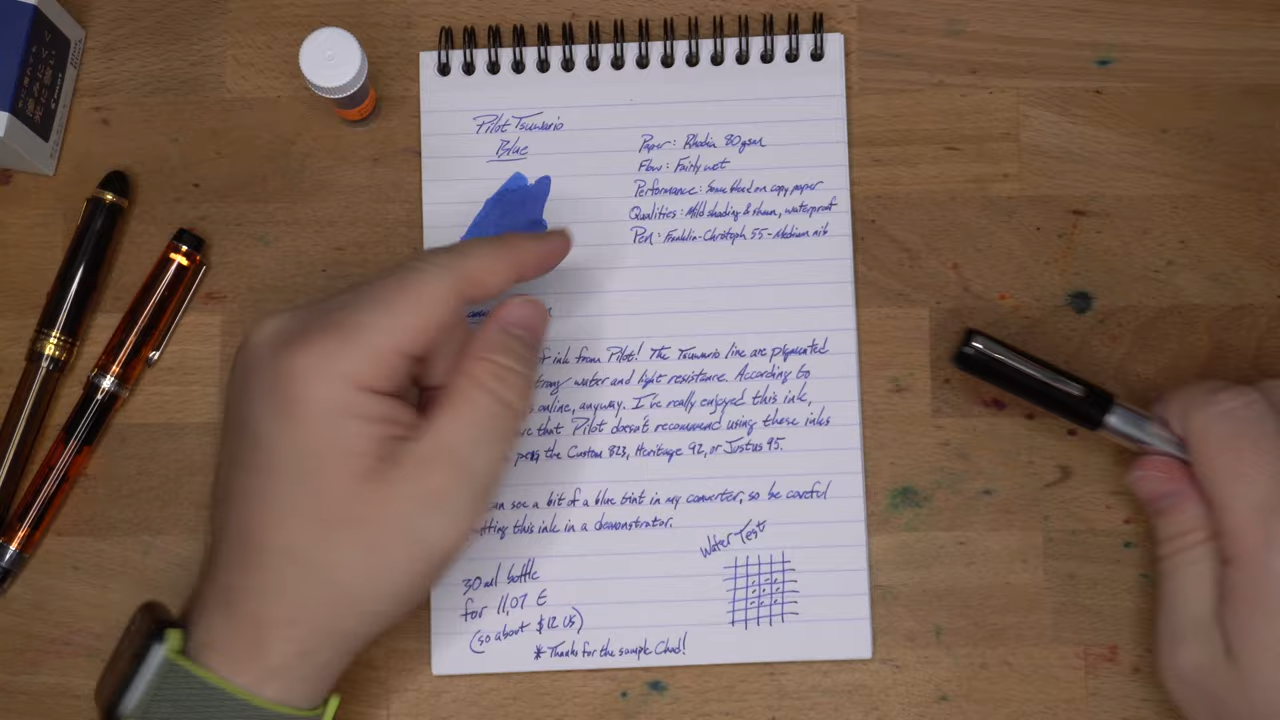 Pilot Tsuwairo
Blue
Paper: Rhodia 80gsm
Flow: Fairly wet
Performance: Some bleed on copy paper
Qualities: Mild shading & sheen, waterproof
Pen: Franklin-Christoph 55 - Medium nib
ink from Pilot! The Tsuwairo line are pigmented
water and light resistance. According to
online, anyway. I've really enjoyed this ink,
that Pilot doesn't recommend using these inks
pens the Custom 823, Heritage 92, or Justus 95.
see a bit of a blue tint in my converter, so be careful
this ink in a demonstrator.
Water Test
30ml bottle
for 11,07 €
(so about $12 US)
* Thanks for the sample Chad!